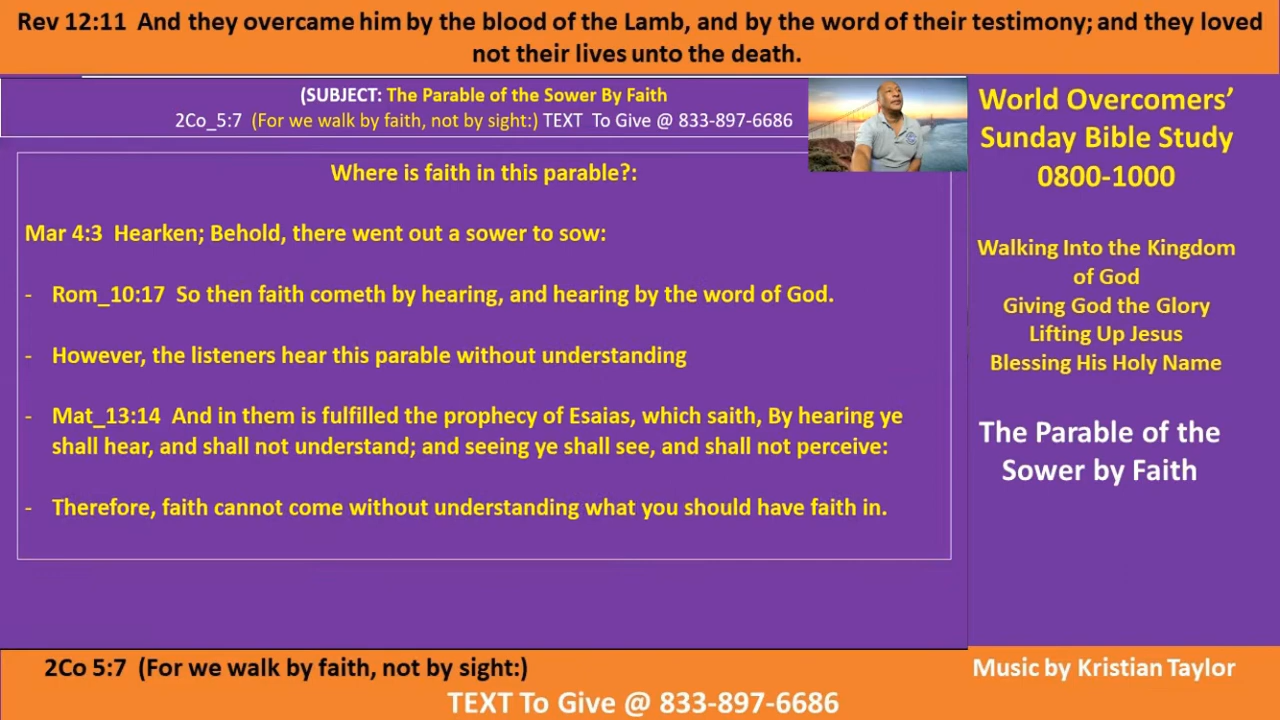 Rev 12:11 And they overcame him by the blood of the Lamb, and by the word of their testimony; and they loved
not their lives unto the death.
(SUBJECT: The Parable of the Sower By Faith
2Co_5:7 (For we walk by faith, not by sight:) TEXT To Give @ 833-897-6686
Where is faith in this parable?:
Mar 4:3 Hearken; Behold, there went out a sower to sow:
- Rom_10:17 So then faith cometh by hearing, and hearing by the word of God.
- However, the listeners hear this parable without understanding
- Mat_13:14 And in them is fulfilled the prophecy of Esaias, which saith, By hearing ye
shall hear, and shall not understand; and seeing ye shall see, and shall not perceive:
- Therefore, faith cannot come without understanding what you should have faith in.
World Overcomers’
Sunday Bible Study
0800-1000
Walking Into the Kingdom
of God
Giving God the Glory
Lifting Up Jesus
Blessing His Holy Name
The Parable of the
Sower by Faith
2Co 5:7 (For we walk by faith, not by sight:)
Music by Kristian Taylor
TEXT To Give @ 833-897-6686